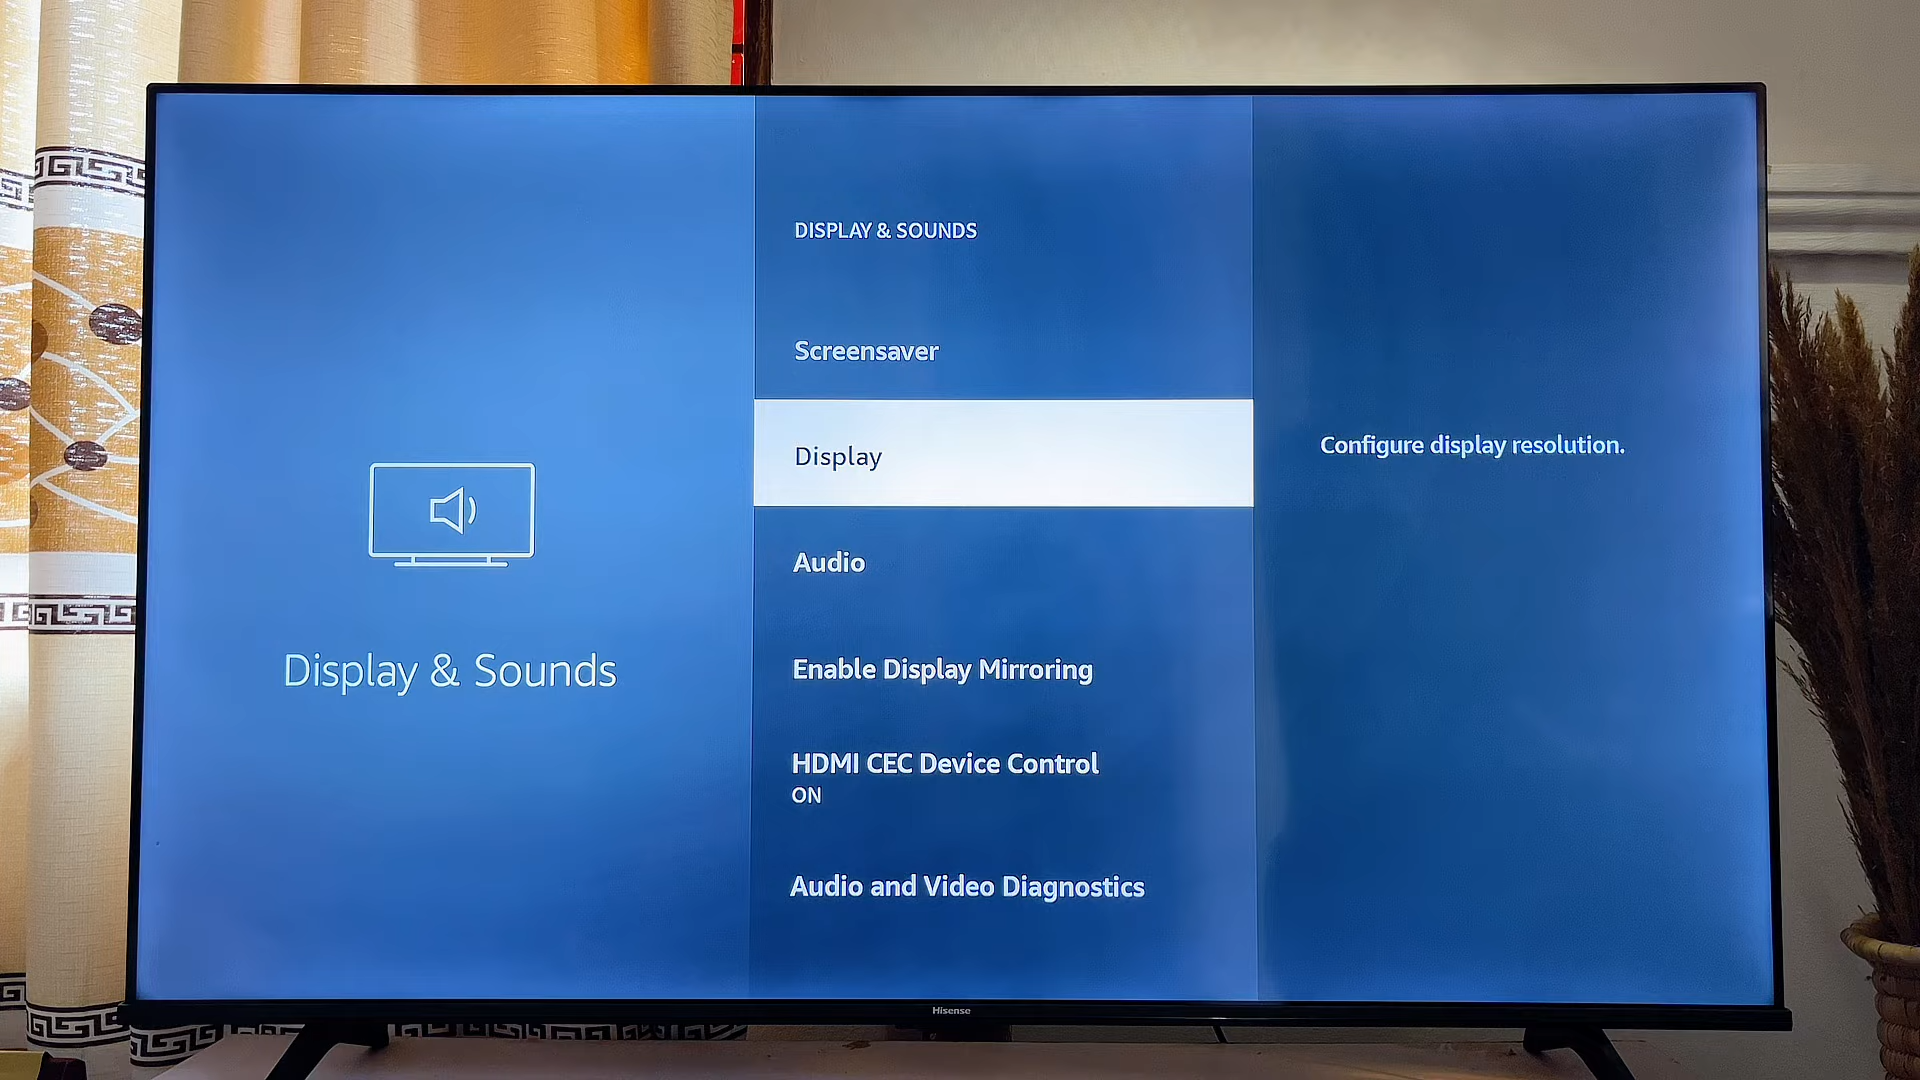 Display & Sounds
DISPLAY & SOUNDS
Screensaver
Display
Audio
Enable Display Mirroring
HDMI CEC Device Control
ON
Audio and Video Diagnostics
Configure display resolution.
Hisense